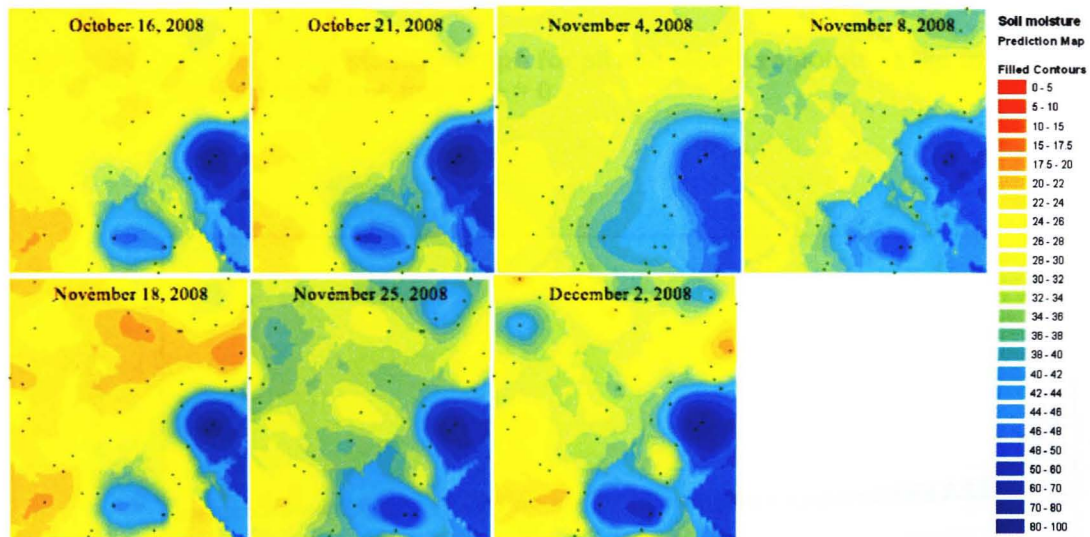 October 16, 2008
October 21, 2008
November 4, 2008
November 8, 2008
November 18, 2008
November 25, 2008
December 2, 2008
Soil moisture
Prediction Map
Filled Contours
0 - 5
5 - 10
10 - 15
15 - 17.5
17.5 - 20
20 - 22
22 - 24
24 - 26
26 - 28
28 - 30
30 - 32
32 - 34
34 - 36
36 - 38
38 - 40
40 - 42
42 - 44
44 - 46
46 - 48
48 - 50
50 - 60
60 - 70
70 - 80
80 - 100